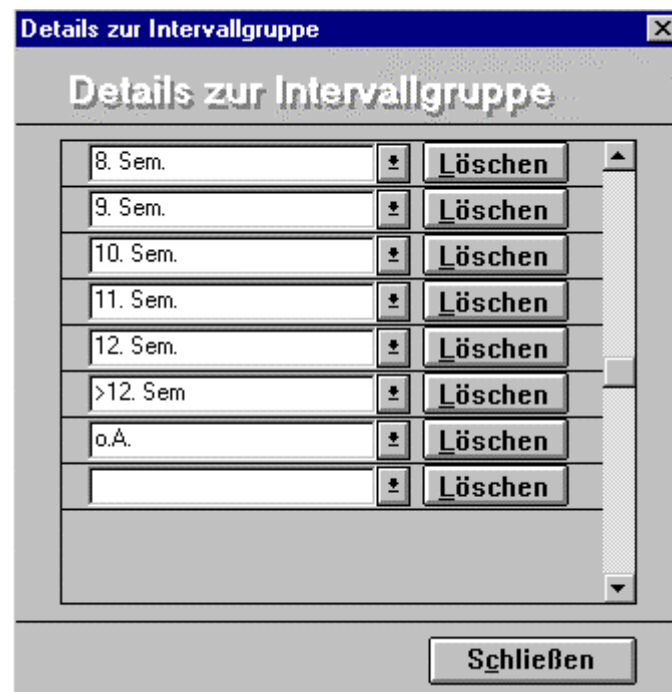 Details zur Intervallgruppe
Details zur Intervallgruppe
8. Sem. Löschen
9. Sem. Löschen
10. Sem. Löschen
11. Sem. Löschen
12. Sem. Löschen
>12. Sem Löschen
o.A. Löschen
Löschen
Schließen